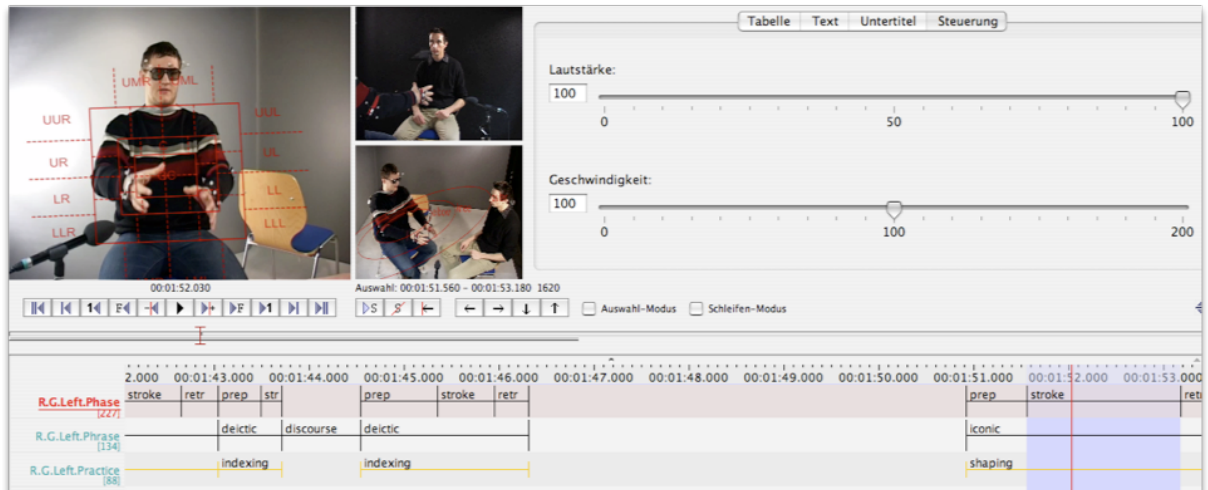 Tabelle Text Untertitel Steuerung
UMR UML
UUR UUL
UR UL
LR LL
LLR LLL
Lautstärke:
100
0 50 100
Geschwindigkeit:
100
0 100 200
00:01:52.030
Auswahl: 00:01:51.560 - 00:01:53.180 1620
1 F F 1 S S Auswahl-Modus Schleifen-Modus
2.000 00:01:43.000 00:01:44.000 00:01:45.000 00:01:46.000 00:01:47.000 00:01:48.000 00:01:49.000 00:01:50.000 00:01:51.000 00:01:52.000 00:01:53.000
R.G.Left.Phase stroke retr prep str prep stroke retr prep stroke retr
[227]
R.G.Left.Phrase deictic discourse deictic iconic
[134]
R.G.Left.Practice indexing indexing shaping
[88]